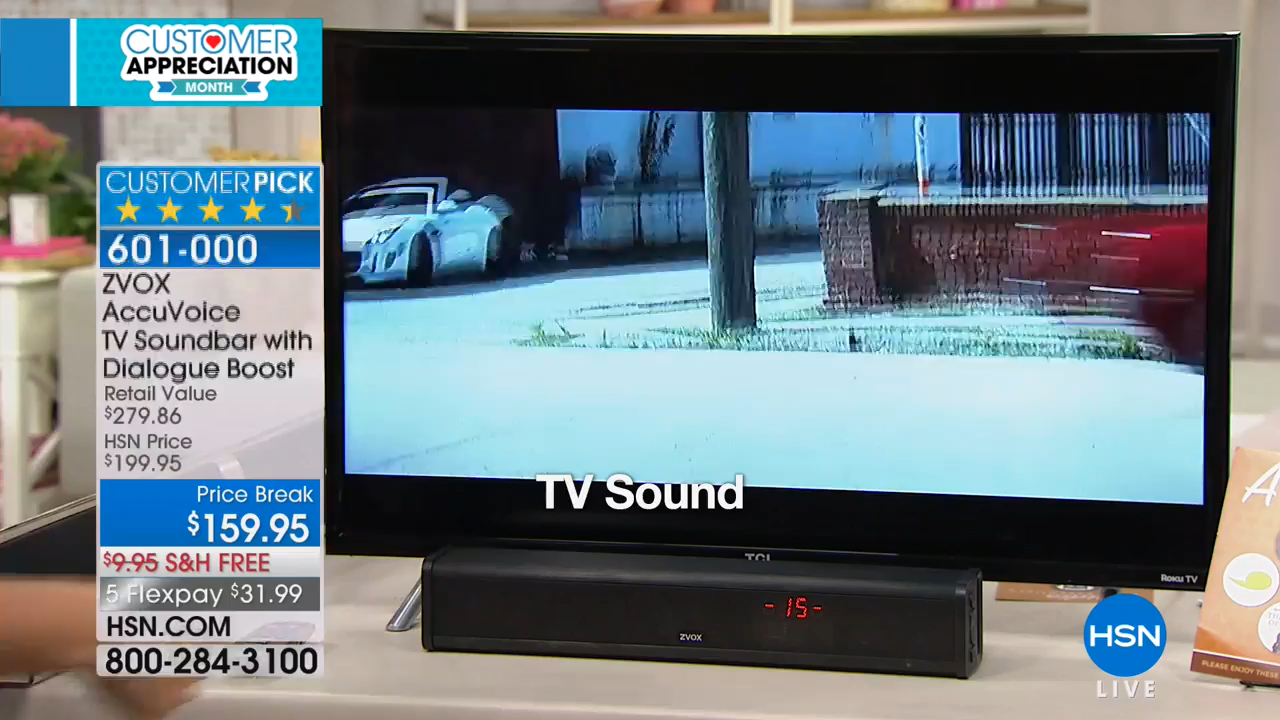 CUSTOMER
APPRECIATION
MONTH
CUSTOMER PICK
601-000
ZVOX
AccuVoice
TV Soundbar with
Dialogue Boost
Retail Value
$279.86
HSN Price
$199.95
Price Break
$159.95
$9.95 S&H FREE
5 Flexpay $31.99
HSN.COM
800-284-3100
TV Sound
TCL
Roku TV
-15-
ZVOX
HSN
LIVE
PLEASE ENJOY THESE